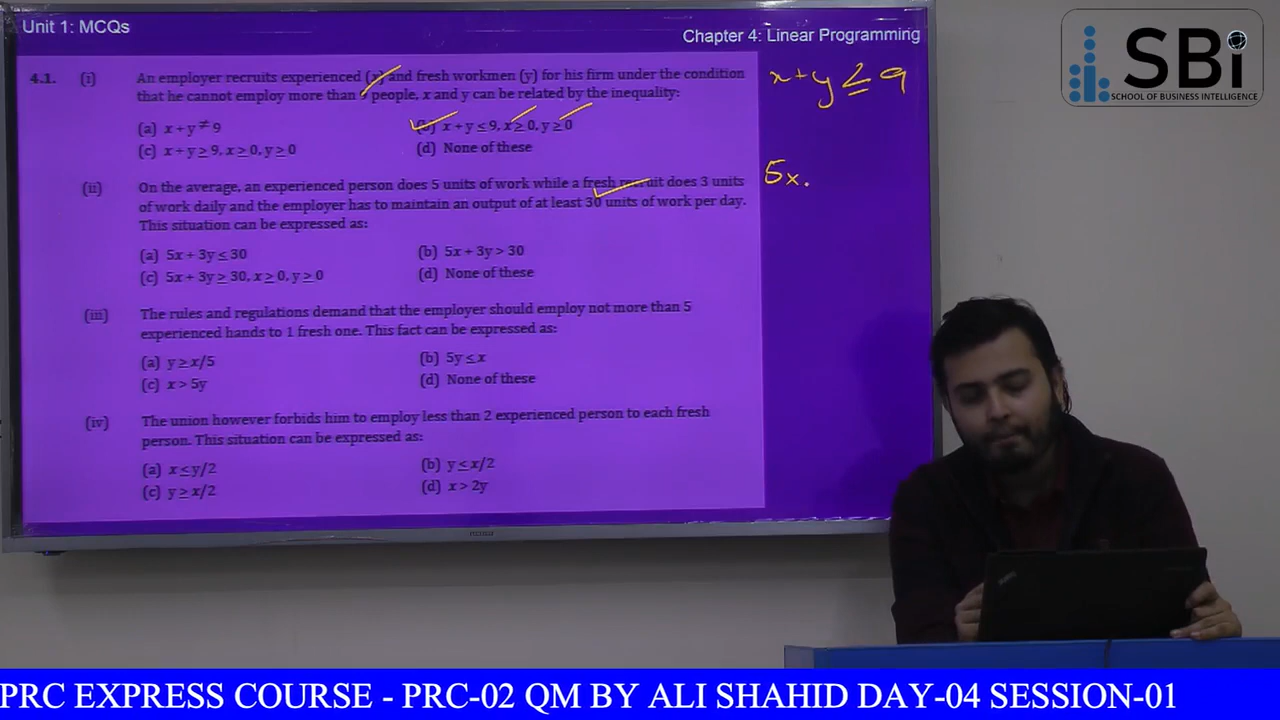 Unit 1: MCQs
Chapter 4: Linear Programming
SBi
SCHOOL OF BUSINESS INTELLIGENCE
4.1. (i) An employer recruits experienced (x) and fresh workmen (y) for his firm under the condition
that he cannot employ more than 9 people, x and y can be related by the inequality:
(a) x + y ≠ 9 (b) x + y ≤ 9, x ≥ 0, y ≥ 0
(c) x + y ≥ 9, x ≥ 0, y ≥ 0 (d) None of these
x + y ≤ 9
(ii) On the average, an experienced person does 5 units of work while a fresh recruit does 3 units
of work daily and the employer has to maintain an output of at least 30 units of work per day.
This situation can be expressed as:
(a) 5x + 3y ≤ 30 (b) 5x + 3y > 30
(c) 5x + 3y ≥ 30, x ≥ 0, y ≥ 0 (d) None of these
5x.
(iii) The rules and regulations demand that the employer should employ not more than 5
experienced hands to 1 fresh one. This fact can be expressed as:
(a) y ≥ x/5 (b) 5y ≤ x
(c) x > 5y (d) None of these
(iv) The union however forbids him to employ less than 2 experienced person to each fresh
person. This situation can be expressed as:
(a) x ≤ y/2 (b) y ≤ x/2
(c) y ≥ x/2 (d) x > 2y
PRC EXPRESS COURSE - PRC-02 QM BY ALI SHAHID DAY-04 SESSION-01